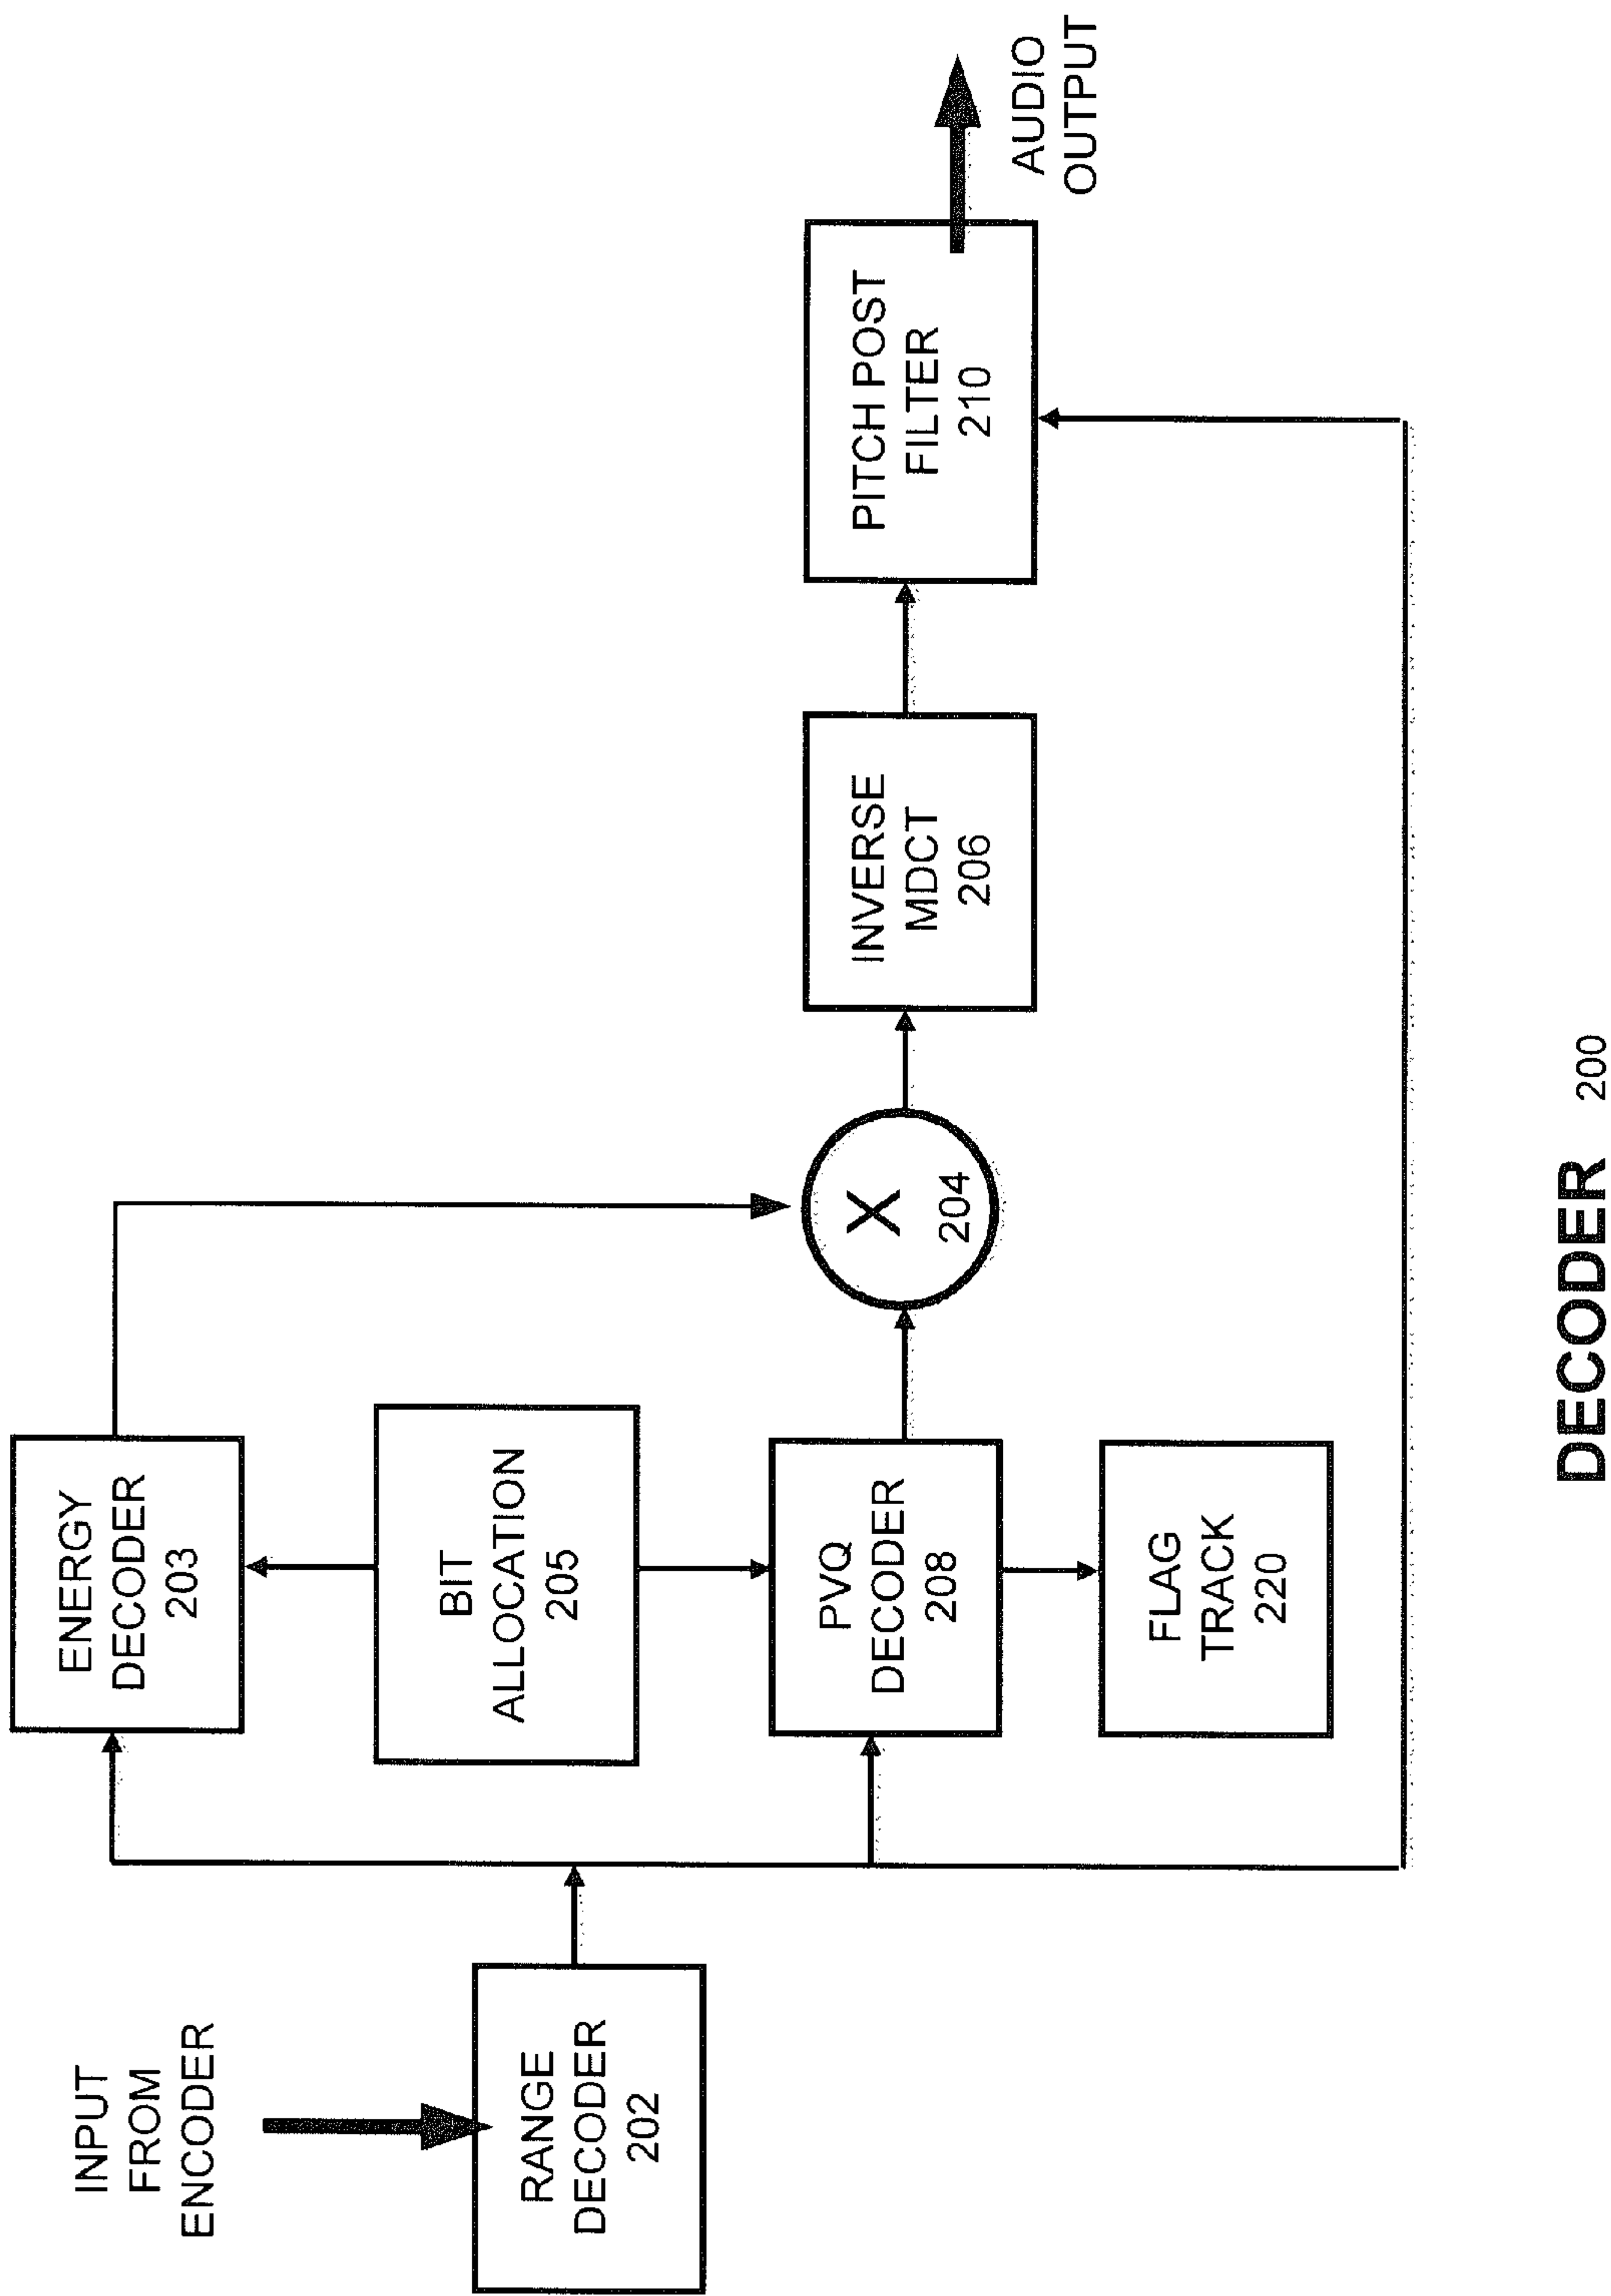 INPUT
FROM
ENCODER
RANGE
DECODER
202
ENERGY
DECODER
203
BIT
ALLOCATION
205
PVQ
DECODER
208
FLAG
TRACK
220
X
204
INVERSE
MDCT
206
PITCH POST
FILTER
210
AUDIO
OUTPUT
DECODER 200